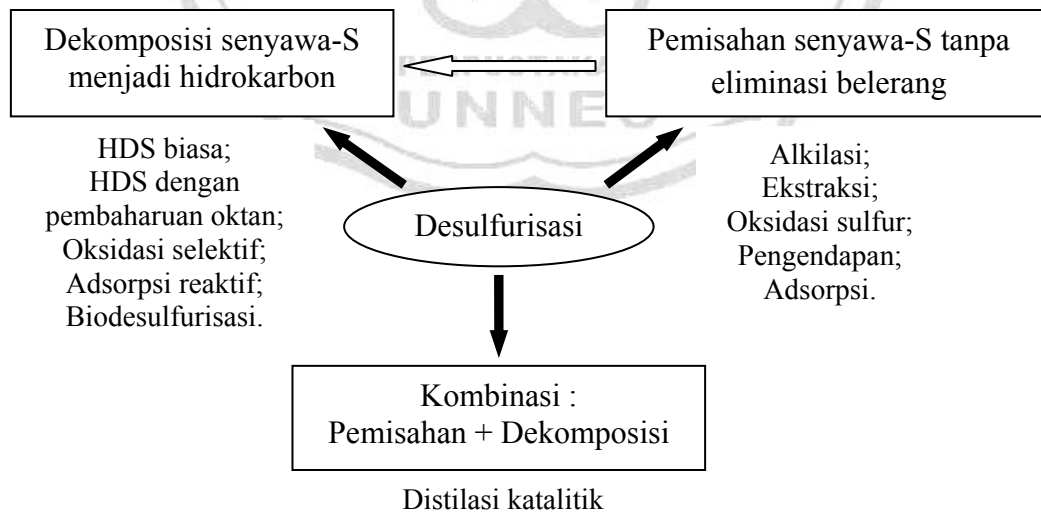 Dekomposisi senyawa-S
menjadi hidrokarbon
Pemisahan senyawa-S tanpa
eliminasi belerang
UNNES
HDS biasa;
HDS dengan
pembaharuan oktan;
Oksidasi selektif;
Adsorpsi reaktif;
Biodesulfurisasi.
Alkilasi;
Ekstraksi;
Oksidasi sulfur;
Pengendapan;
Adsorpsi.
Desulfurisasi
Kombinasi :
Pemisahan + Dekomposisi
Distilasi katalitik